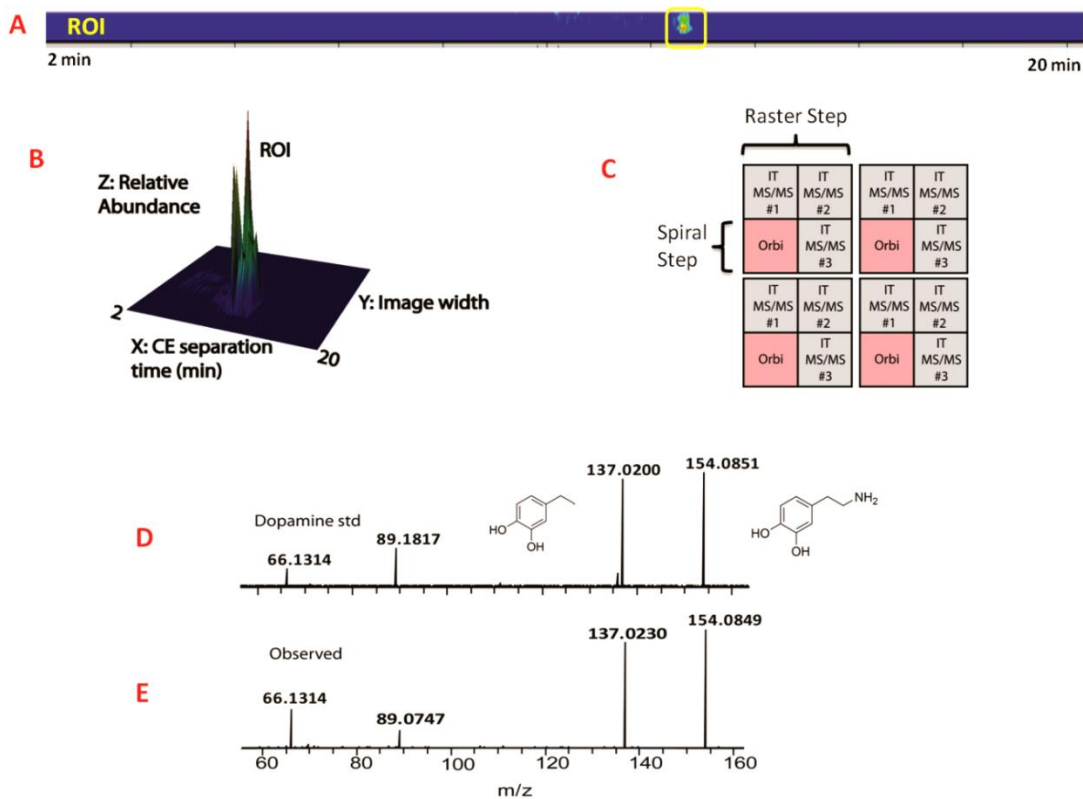 A
ROI
2 min
20 min
B
ROI
Z: Relative
Abundance
2
X: CE separation
time (min)
20
Y: Image width
C
Raster Step
Spiral
Step
IT
MS/MS
#1
IT
MS/MS
#2
IT
MS/MS
#1
IT
MS/MS
#2
Orbi
IT
MS/MS
#3
Orbi
IT
MS/MS
#3
IT
MS/MS
#1
IT
MS/MS
#2
IT
MS/MS
#1
IT
MS/MS
#2
Orbi
IT
MS/MS
#3
Orbi
IT
MS/MS
#3
D
Dopamine std
66.1314
89.1817
137.0200
154.0851
HO
OH
NH2
HO
OH
E
Observed
66.1314
89.0747
137.0230
154.0849
60 80 100 120 140 160
m/z